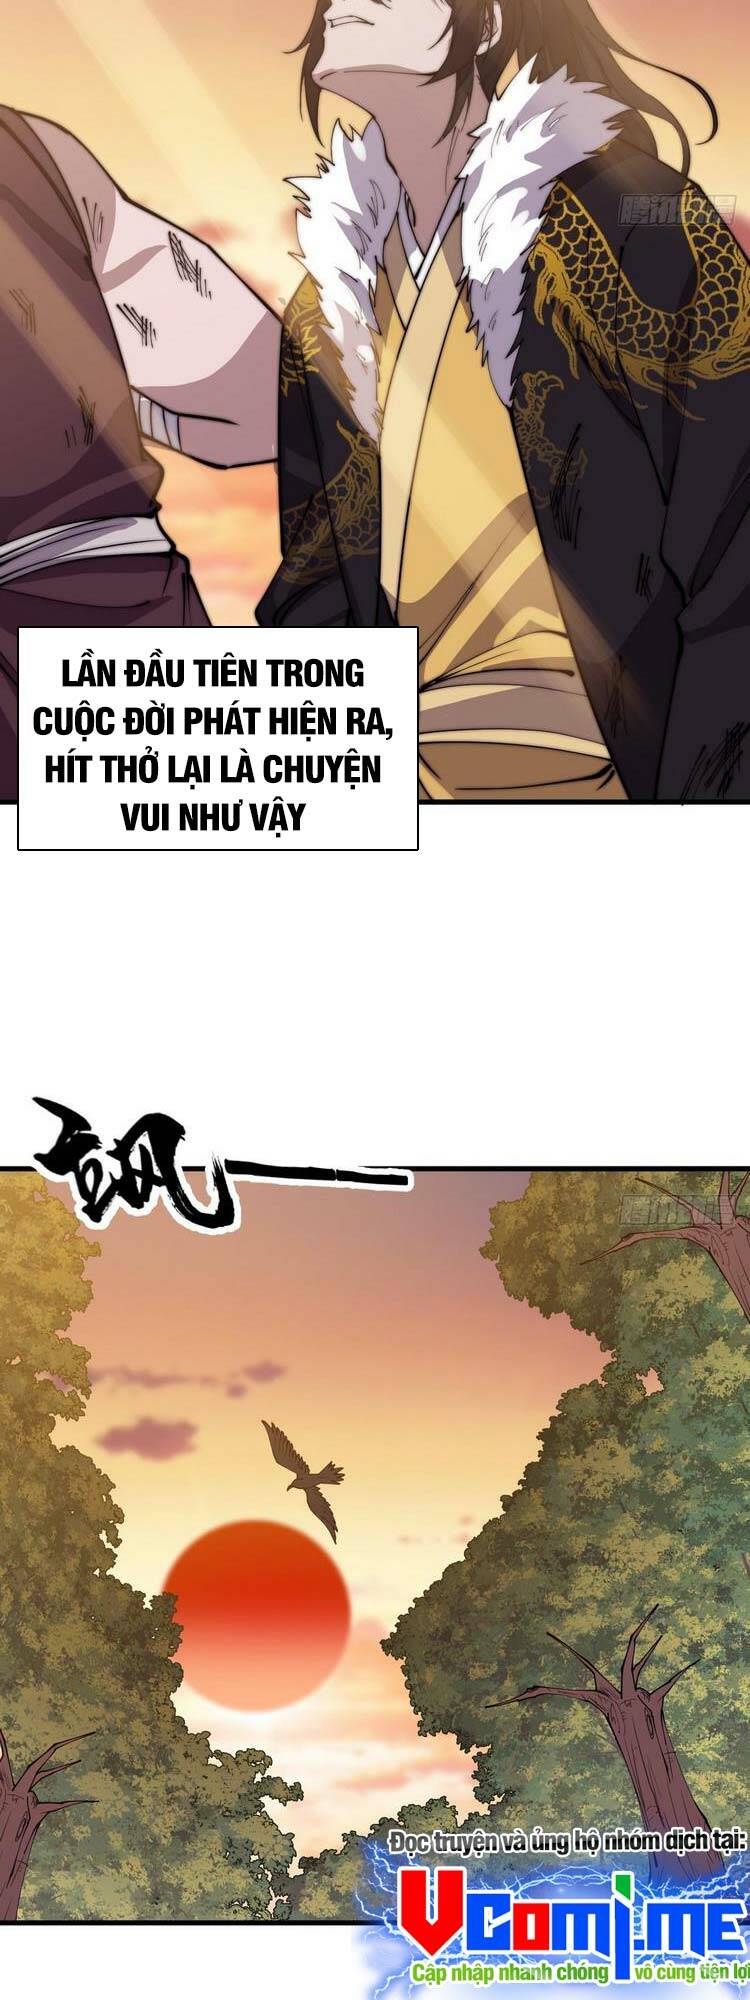 LẦN ĐẦU TIÊN TRONG
CUỘC ĐỜI PHÁT HIỆN RA,
HÍT THỞ LẠI LÀ CHUYỆN
VUI NHƯ VẬY
Đọc truyện và ủng hộ nhóm dịch tại:
VComi.me
Cập nhập nhanh chóng
vô cùng tiện lợi